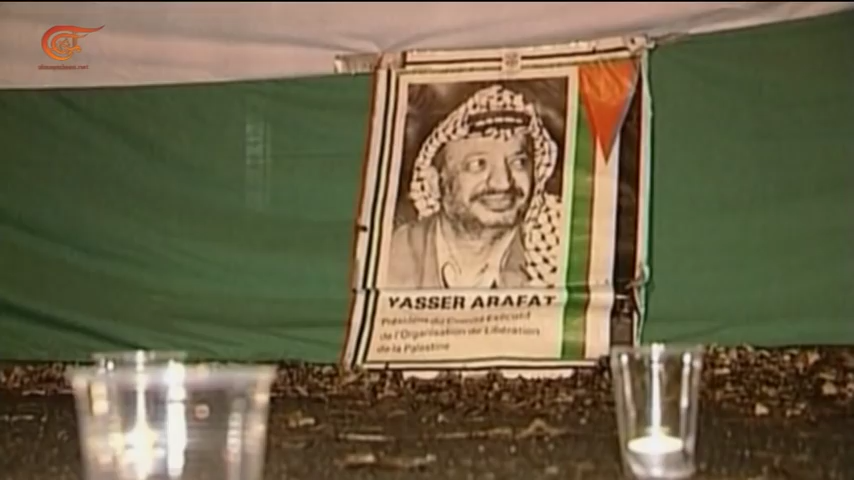 YASSER ARAFAT
Président du Comité Exécutif
de l'Organisation de Libération
de la Palestine